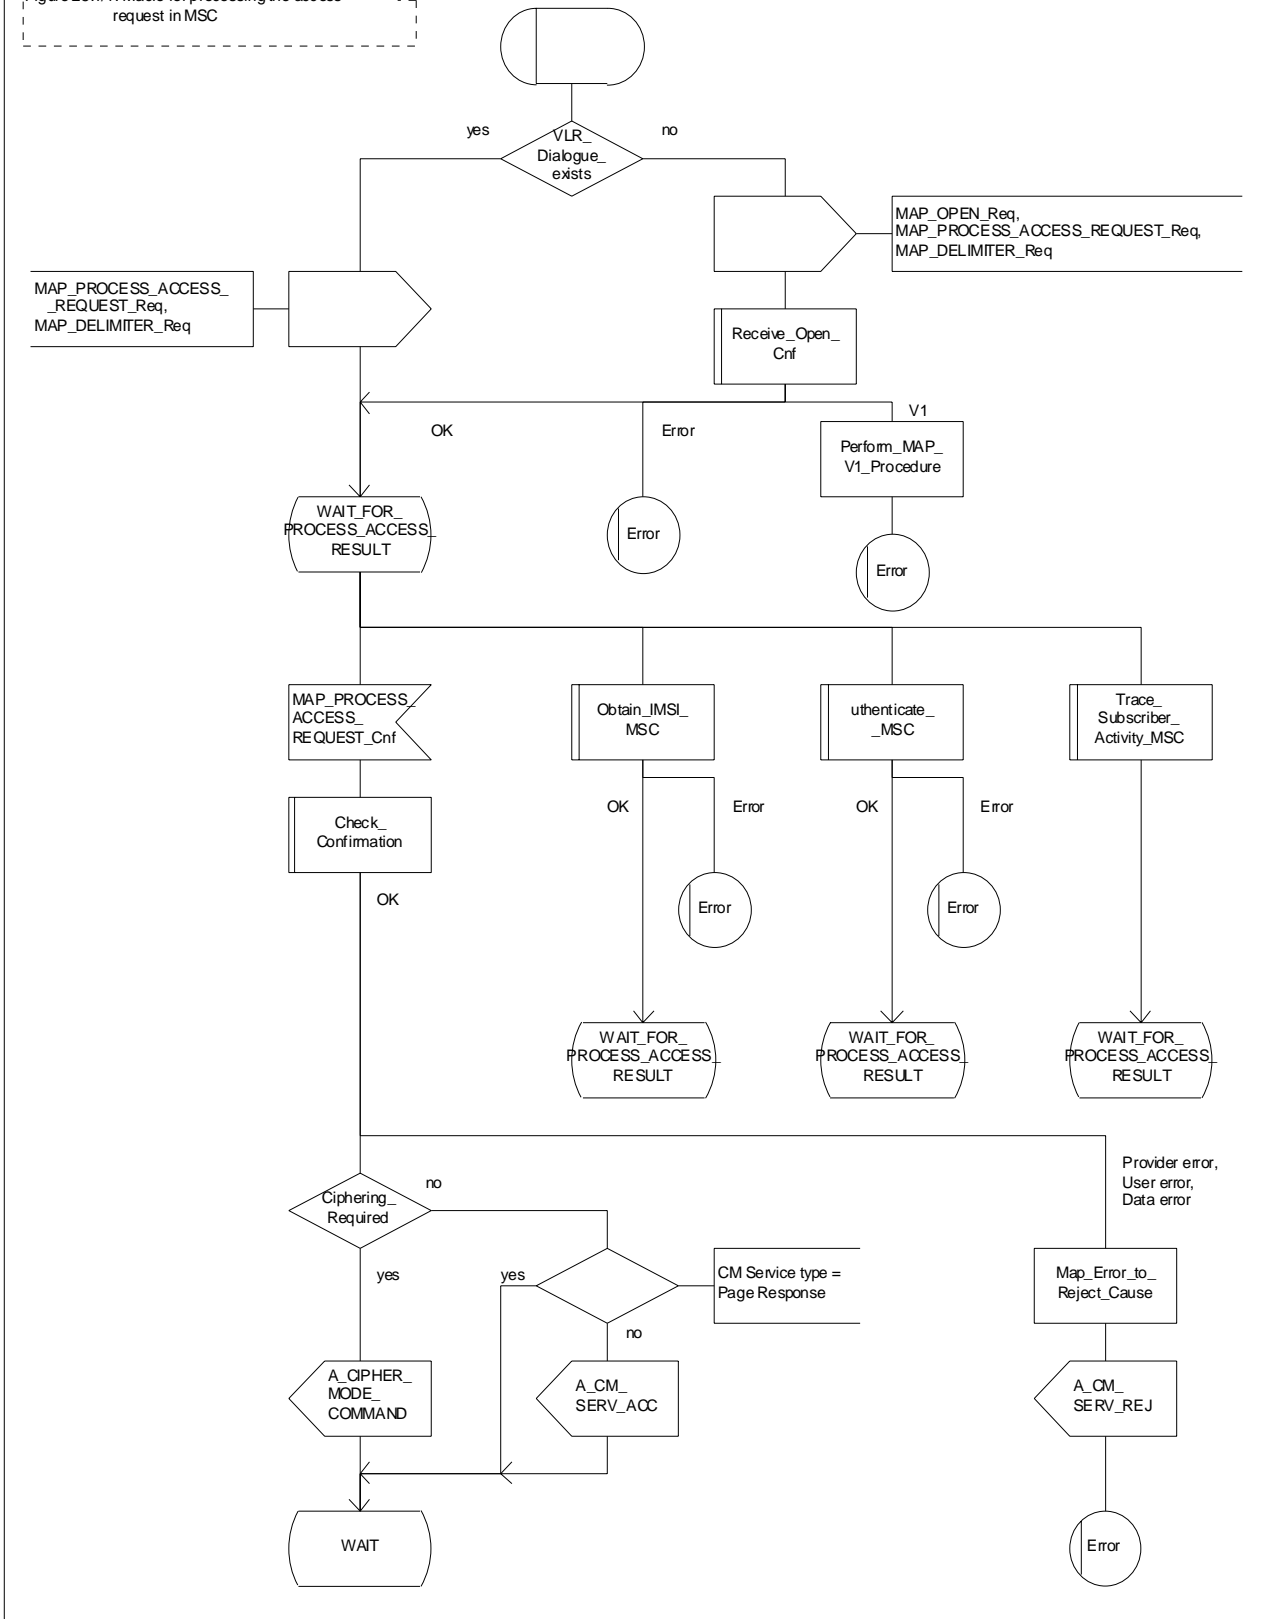 request in MSC
yes
no
VLR_
Dialogue_
exists
MAP_OPEN_Req,
MAP_PROCESS_ACCESS_REQUEST_Req,
MAP_DELIMITER_Req
MAP_PROCESS_ACCESS_
_REQUEST_Req,
MAP_DELIMITER_Req
Receive_Open_
Cnf
OK
Error
V1
Perform_MAP_
V1_Procedure
WAIT_FOR_
PROCESS_ACCESS_
RESULT
Error
Error
MAP_PROCESS_
ACCESS_
REQUEST_Cnf
Obtain_IMSI_
MSC
uthenticate_
_MSC
Trace_
Subscriber_
Activity_MSC
OK
Error
OK
Error
Check_
Confirmation
OK
Error
Error
WAIT_FOR_
PROCESS_ACCESS_
RESULT
WAIT_FOR_
PROCESS_ACCESS_
RESULT
WAIT_FOR_
PROCESS_ACCESS_
RESULT
Provider error,
User error,
Data error
Ciphering_
Required
no
yes
yes
CM Service type =
Page Response
no
Map_Error_to_
Reject_Cause
A_CIPHER_
MODE_
COMMAND
A_CM_
SERV_ACC
A_CM_
SERV_REJ
WAIT
Error